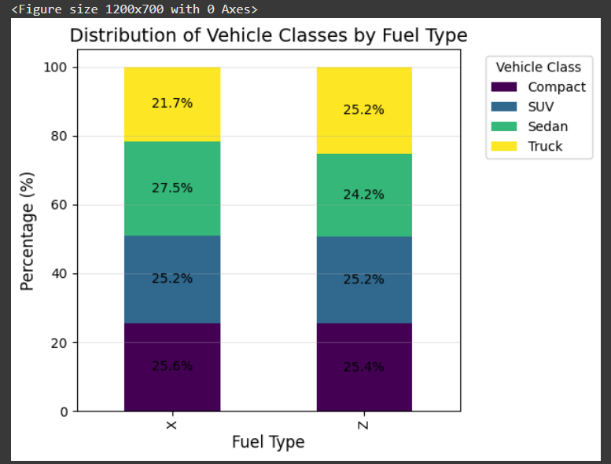 <Figure size 1200x700 with 0 Axes>
Distribution of Vehicle Classes by Fuel Type
Vehicle Class
Compact
SUV
Sedan
Truck
Percentage (%)
100
80
60
40
20
0
21.7%
25.2%
27.5%
24.2%
25.2%
25.2%
25.6%
25.4%
X
Z
Fuel Type